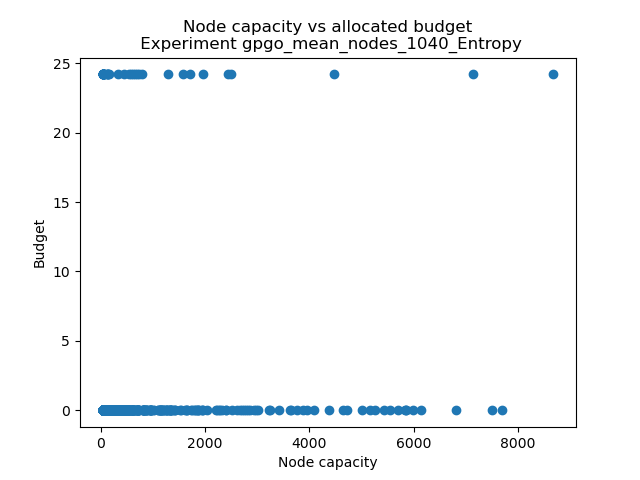 Node capacity vs allocated budget
Experiment gpgo_mean_nodes_1040_Entropy
25
20
15
10
5
0
Budget
0 2000 4000 6000 8000
Node capacity